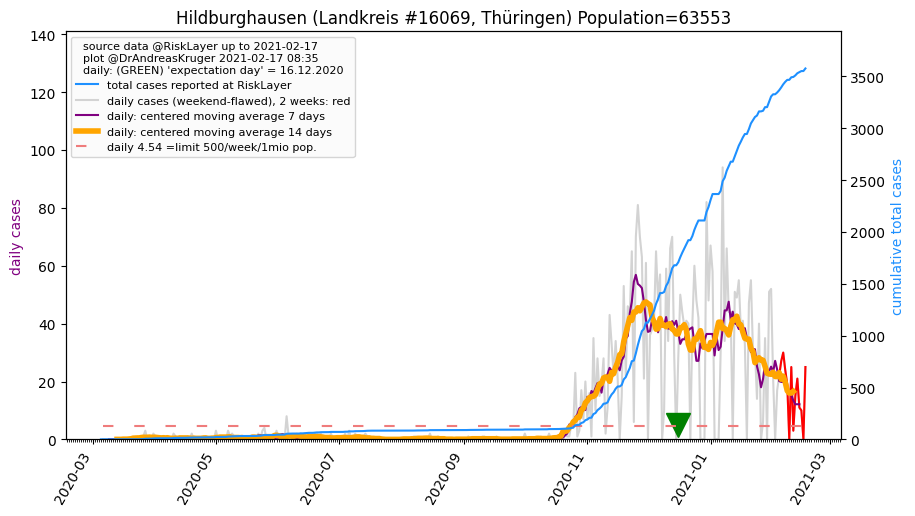 Hildburghausen (Landkreis #16069, Thüringen) Population=63553
source data @RiskLayer up to 2021-02-17
plot @DrAndreasKruger 2021-02-17 08:35
daily: (GREEN) 'expectation day' = 16.12.2020
total cases reported at RiskLayer
daily cases (weekend-flawed), 2 weeks: red
daily: centered moving average 7 days
daily: centered moving average 14 days
daily 4.54 =limit 500/week/1mio pop.
daily cases
140
120
100
80
60
40
20
0
cumulative total cases
3500
3000
2500
2000
1500
1000
500
0
2020-03
2020-05
2020-07
2020-09
2020-11
2021-01
2021-03